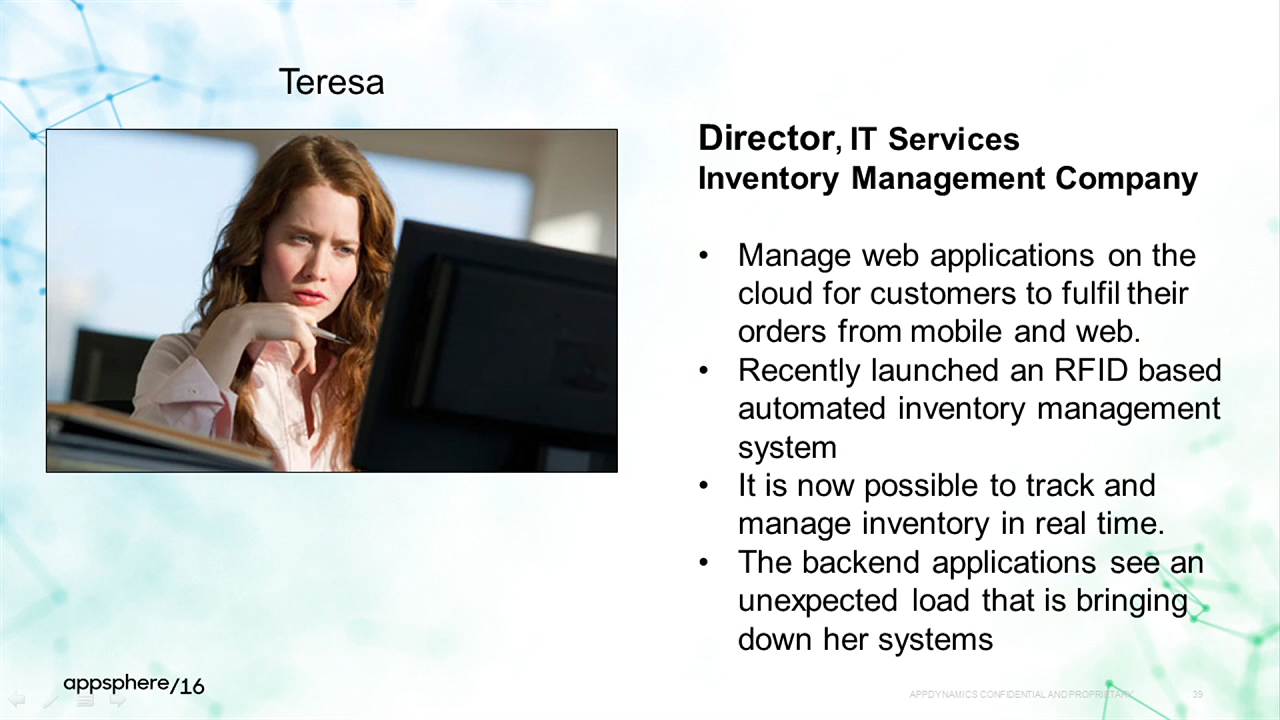 Teresa
Director, IT Services
Inventory Management Company
• Manage web applications on the
cloud for customers to fulfil their
orders from mobile and web.
• Recently launched an RFID based
automated inventory management
system
• It is now possible to track and
manage inventory in real time.
• The backend applications see an
unexpected load that is bringing
down her systems
appsphere/16
APPDYNAMICS CONFIDENTIAL AND PROPRIETARY
39